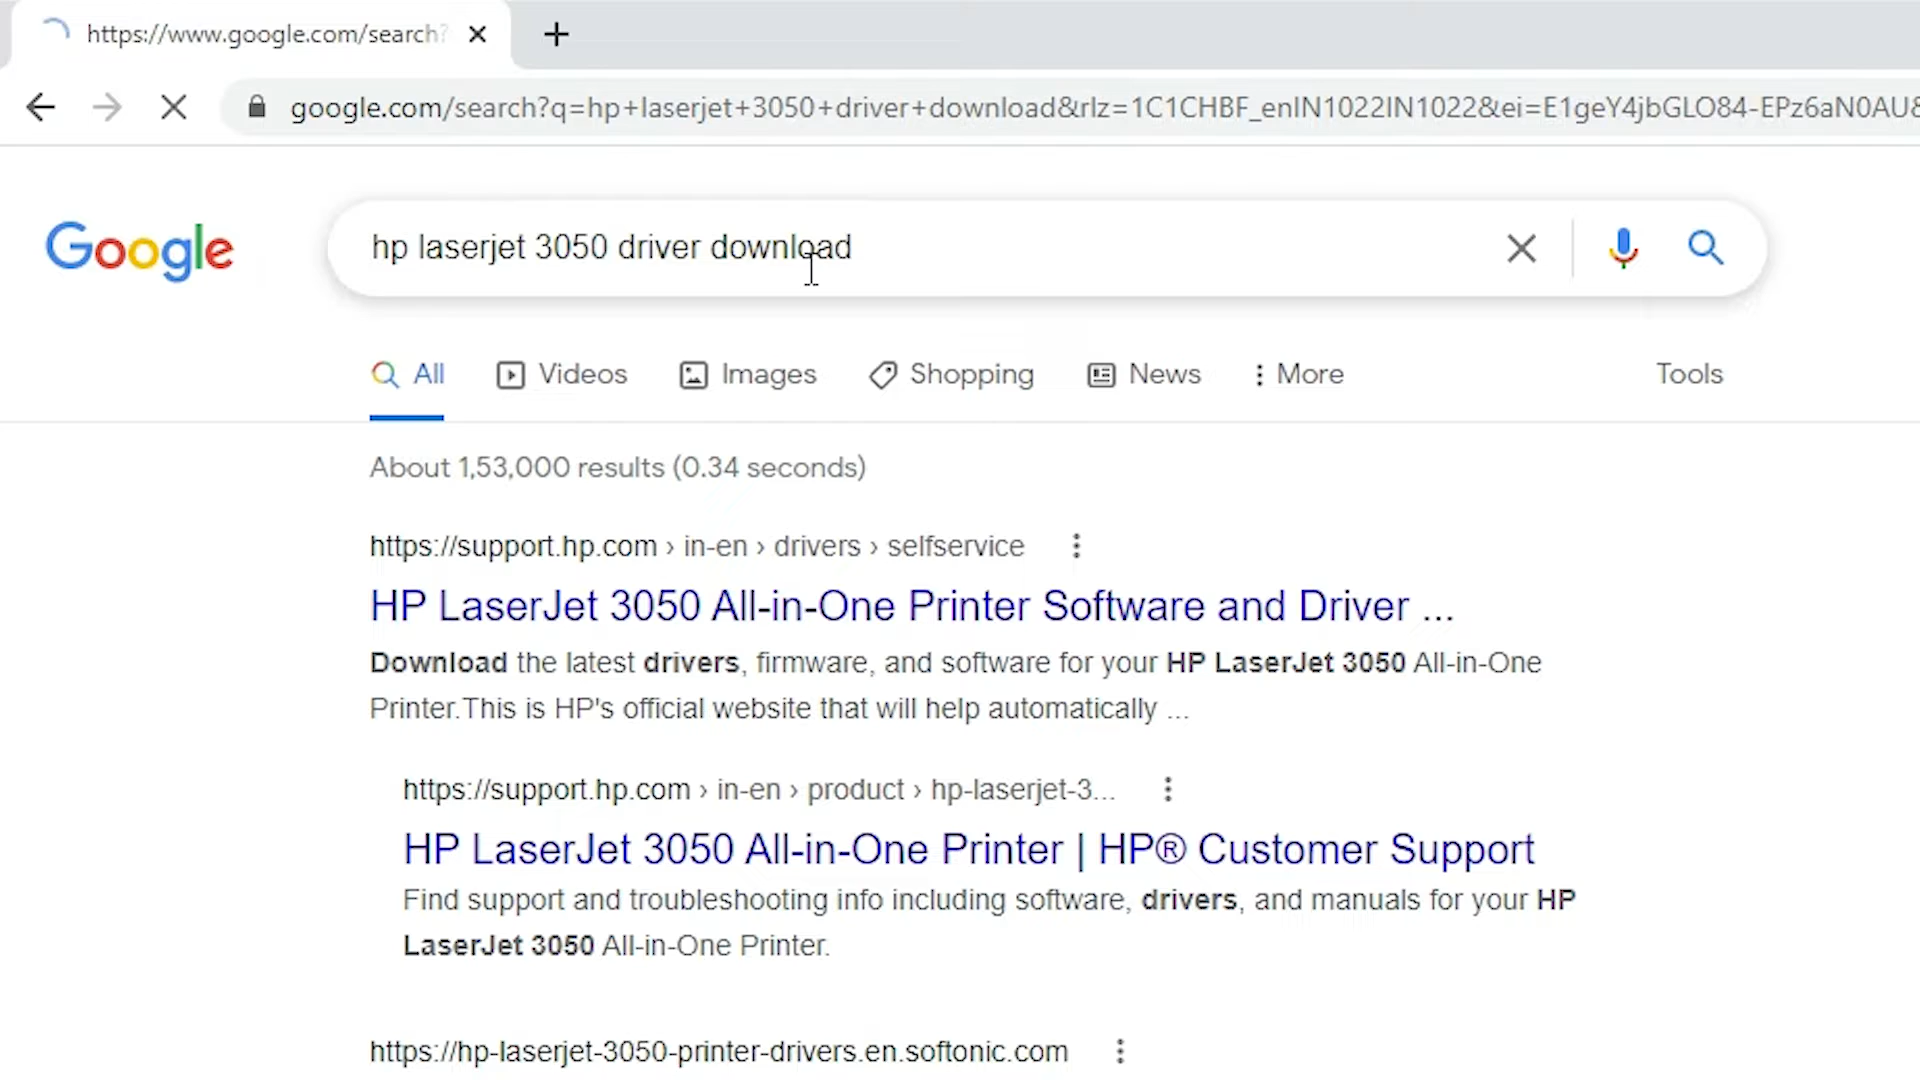 https://www.google.com/search?
google.com/search?q=hp+laserjet+3050+driver+download&rlz=1C1CHBF_enIN1022IN1022&ei=E1geY4jbGLO84-EPz6aN0AU&
Google
hp laserjet 3050 driver download
All Videos Images Shopping News More Tools
About 1,53,000 results (0.34 seconds)
https://support.hp.com › in-en › drivers › selfservice
HP LaserJet 3050 All-in-One Printer Software and Driver ...
Download the latest drivers, firmware, and software for your HP LaserJet 3050 All-in-One
Printer.This is HP's official website that will help automatically ...
https://support.hp.com › in-en › product › hp-laserjet-3...
HP LaserJet 3050 All-in-One Printer | HP® Customer Support
Find support and troubleshooting info including software, drivers, and manuals for your HP
LaserJet 3050 All-in-One Printer.
https://hp-laserjet-3050-printer-drivers.en.softonic.com